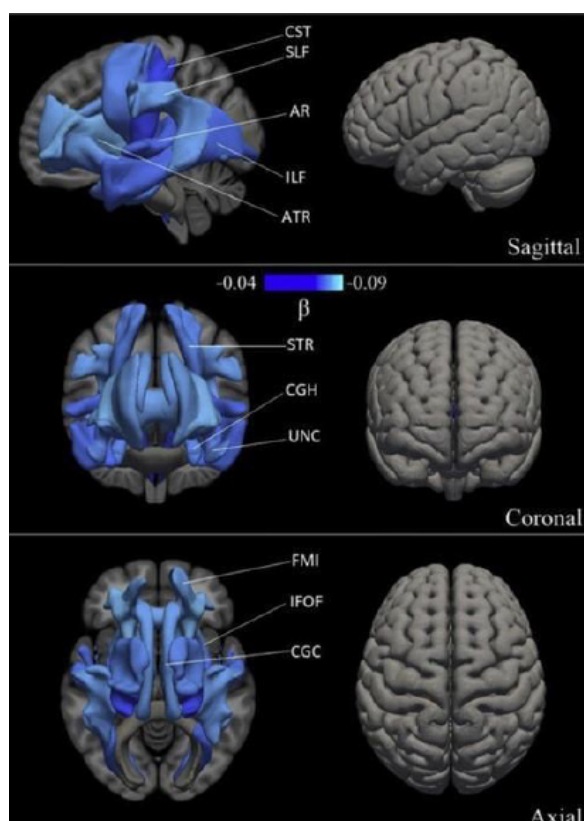 CST
SLF
AR
ILF
ATR
Sagittal
-0.04 -0.09
β
STR
CGH
UNC
Coronal
FMI
IFOF
CGC
Axial